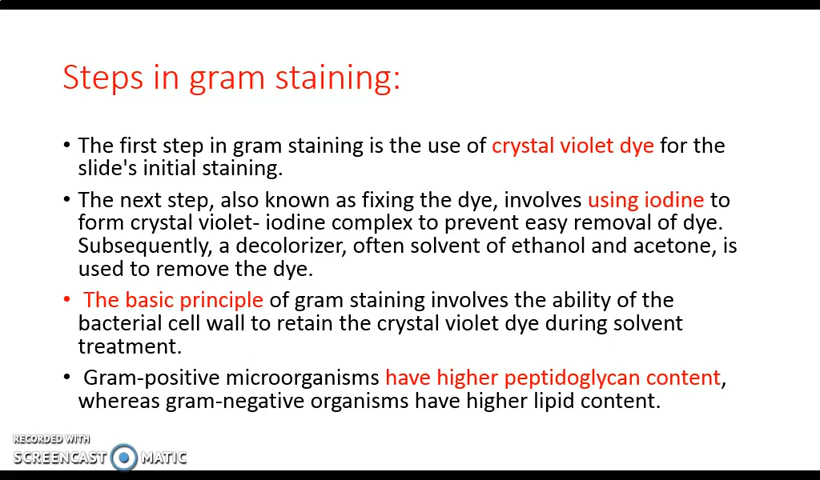 Steps in gram staining:
• The first step in gram staining is the use of crystal violet dye for the
slide's initial staining.
• The next step, also known as fixing the dye, involves using iodine to
form crystal violet- iodine complex to prevent easy removal of dye.
Subsequently, a decolorizer, often solvent of ethanol and acetone, is
used to remove the dye.
• The basic principle of gram staining involves the ability of the
bacterial cell wall to retain the crystal violet dye during solvent
treatment.
• Gram-positive microorganisms have higher peptidoglycan content,
whereas gram-negative organisms have higher lipid content.
RECORDED WITH
SCREENCAST MATIC